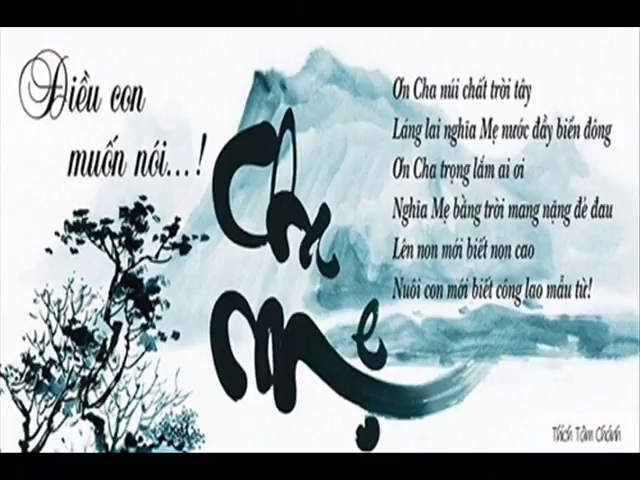 Điều con
muốn nói...!
Cha
Mẹ
Ơn Cha núi chất trời tây
Láng lai nghĩa Mẹ nước đầy biển đông
Ơn Cha trọng lắm ai ơi
Nghĩa Mẹ bằng trời mang nặng đẻ đau
Lên non mới biết non cao
Nuôi con mới biết công lao mẫu từ!
Thích Tâm Chánh